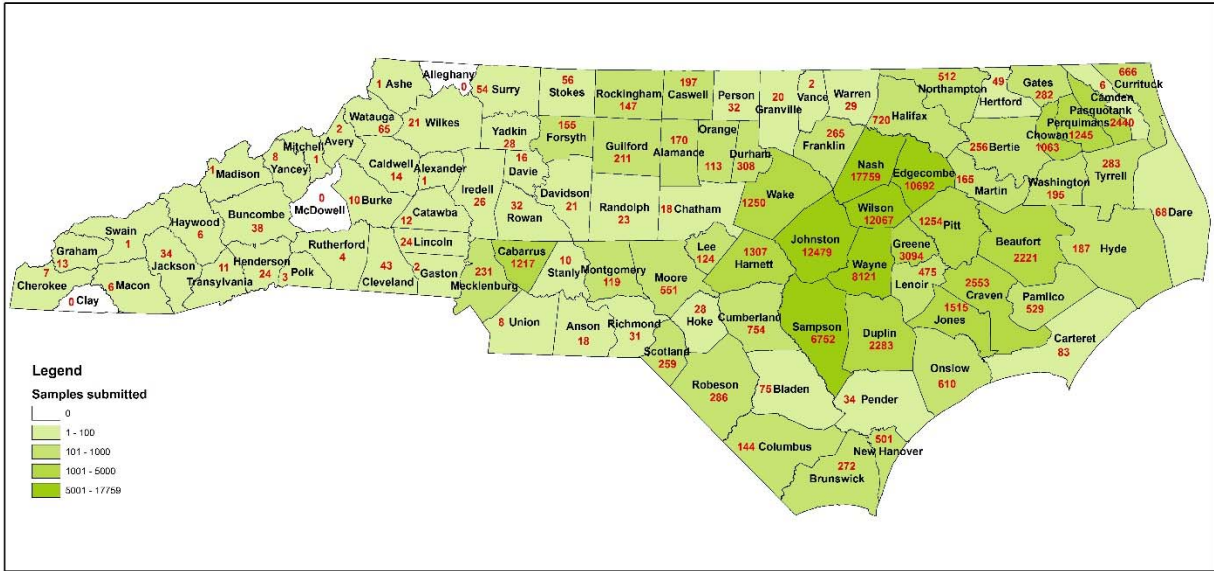 Ashe
1
Alleghany
0
54 Surry
56
Stokes
Rockingham
147
197
Caswell
Person
32
20
Granville
2
Vance
Warren
29
512
Northampton
49
Hertford
Gates
282
666
Currituck
6
Camden
Pasquotank
2440
Perquimans
1245
Chowan
1063
Watauga
65
21 Wilkes
Yadkin
28
155
Forsyth
Guilford
211
170
Alamance
Orange
113
Durham
308
265
Franklin
720 Halifax
256 Bertie
2
Avery
Mitchell
1
8
Yancey
1
Madison
Caldwell
14
Alexander
1
Iredell
26
16
Davie
Davidson
21
Randolph
23
18 Chatham
Wake
1250
Nash
17759
Edgecombe
10692
165
Martin
Washington
195
283
Tyrrell
68 Dare
0
McDowell
10 Burke
12 Catawba
32
Rowan
Buncombe
38
Haywood
6
Swain
1
Graham
13
7
Cherokee
0 Clay
6 Macon
34
Jackson
11
Transylvania
Henderson
24
3 Polk
Rutherford
4
43
Cleveland
24 Lincoln
2
Gaston
231
Mecklenburg
Cabarrus
1217
10
Stanly
Montgomery
119
Moore
551
Lee
124
1307
Harnett
Johnston
12479
Wilson
12067
1254 Pitt
Greene
3094
Wayne
8121
475
Lenoir
Beaufort
2221
187 Hyde
2553
Craven
Pamlico
529
1515
Jones
Carteret
83
8 Union
Anson
18
Richmond
31
28
Hoke
Cumberland
754
Sampson
6752
Duplin
2283
Onslow
610
Scotland
259
Robeson
286
75 Bladen
34 Pender
144 Columbus
501
New Hanover
272
Brunswick
Legend
Samples submitted
0
1 - 100
101 - 1000
1001 - 5000
5001 - 17759